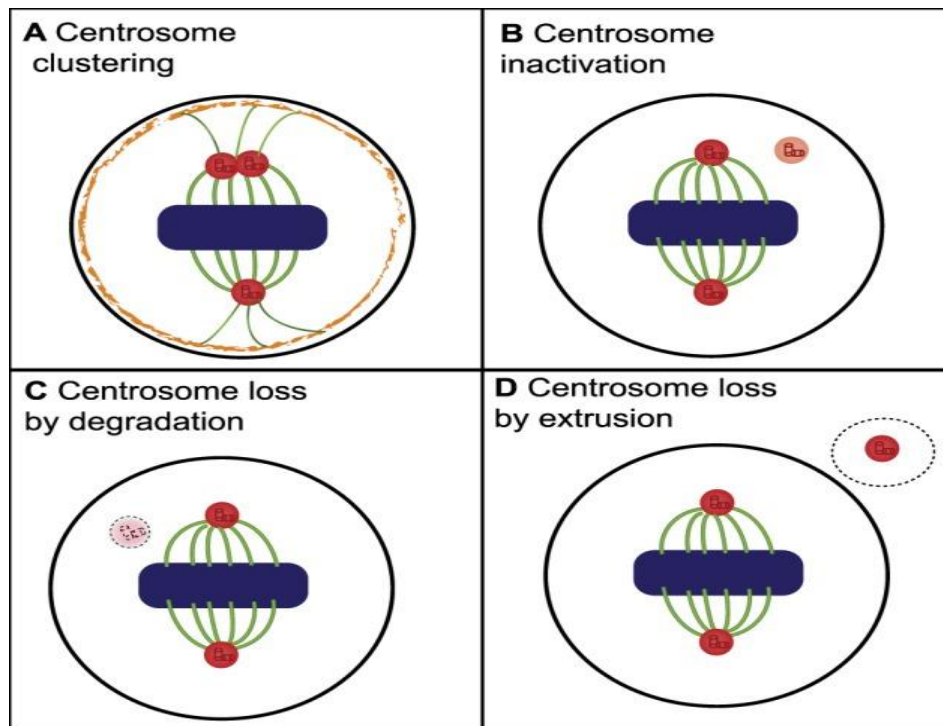 A Centrosome
clustering
B Centrosome
inactivation
C Centrosome loss
by degradation
D Centrosome loss
by extrusion